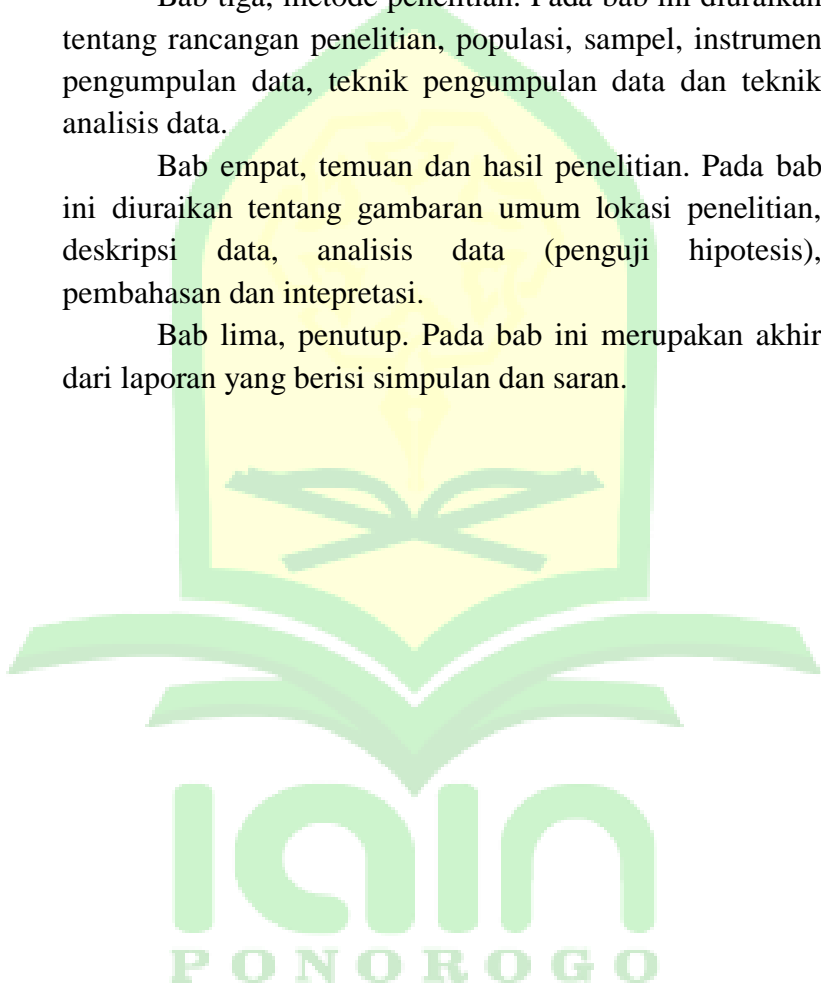 Bab tiga, metode penelitian. Pada bab ini diuraikan
tentang rancangan penelitian, populasi, sampel, instrumen
pengumpulan data, teknik pengumpulan data dan teknik
analisis data.
Bab empat, temuan dan hasil penelitian. Pada bab
ini diuraikan tentang gambaran umum lokasi penelitian,
deskripsi data, analisis data (penguji hipotesis),
pembahasan dan intepretasi.
Bab lima, penutup. Pada bab ini merupakan akhir
dari laporan yang berisi simpulan dan saran.
iain
PONOROGO